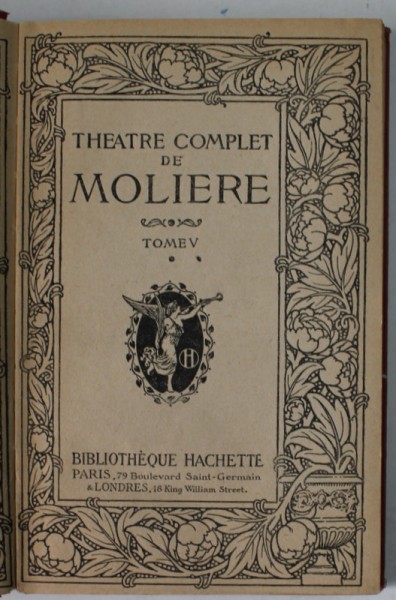 THEATRE COMPLET
DE
MOLIERE
TOME V
H
BIBLIOTHÈQUE HACHETTE
PARIS, 79 Boulevard Saint-Germain
& LONDRES, 18 King William Street.